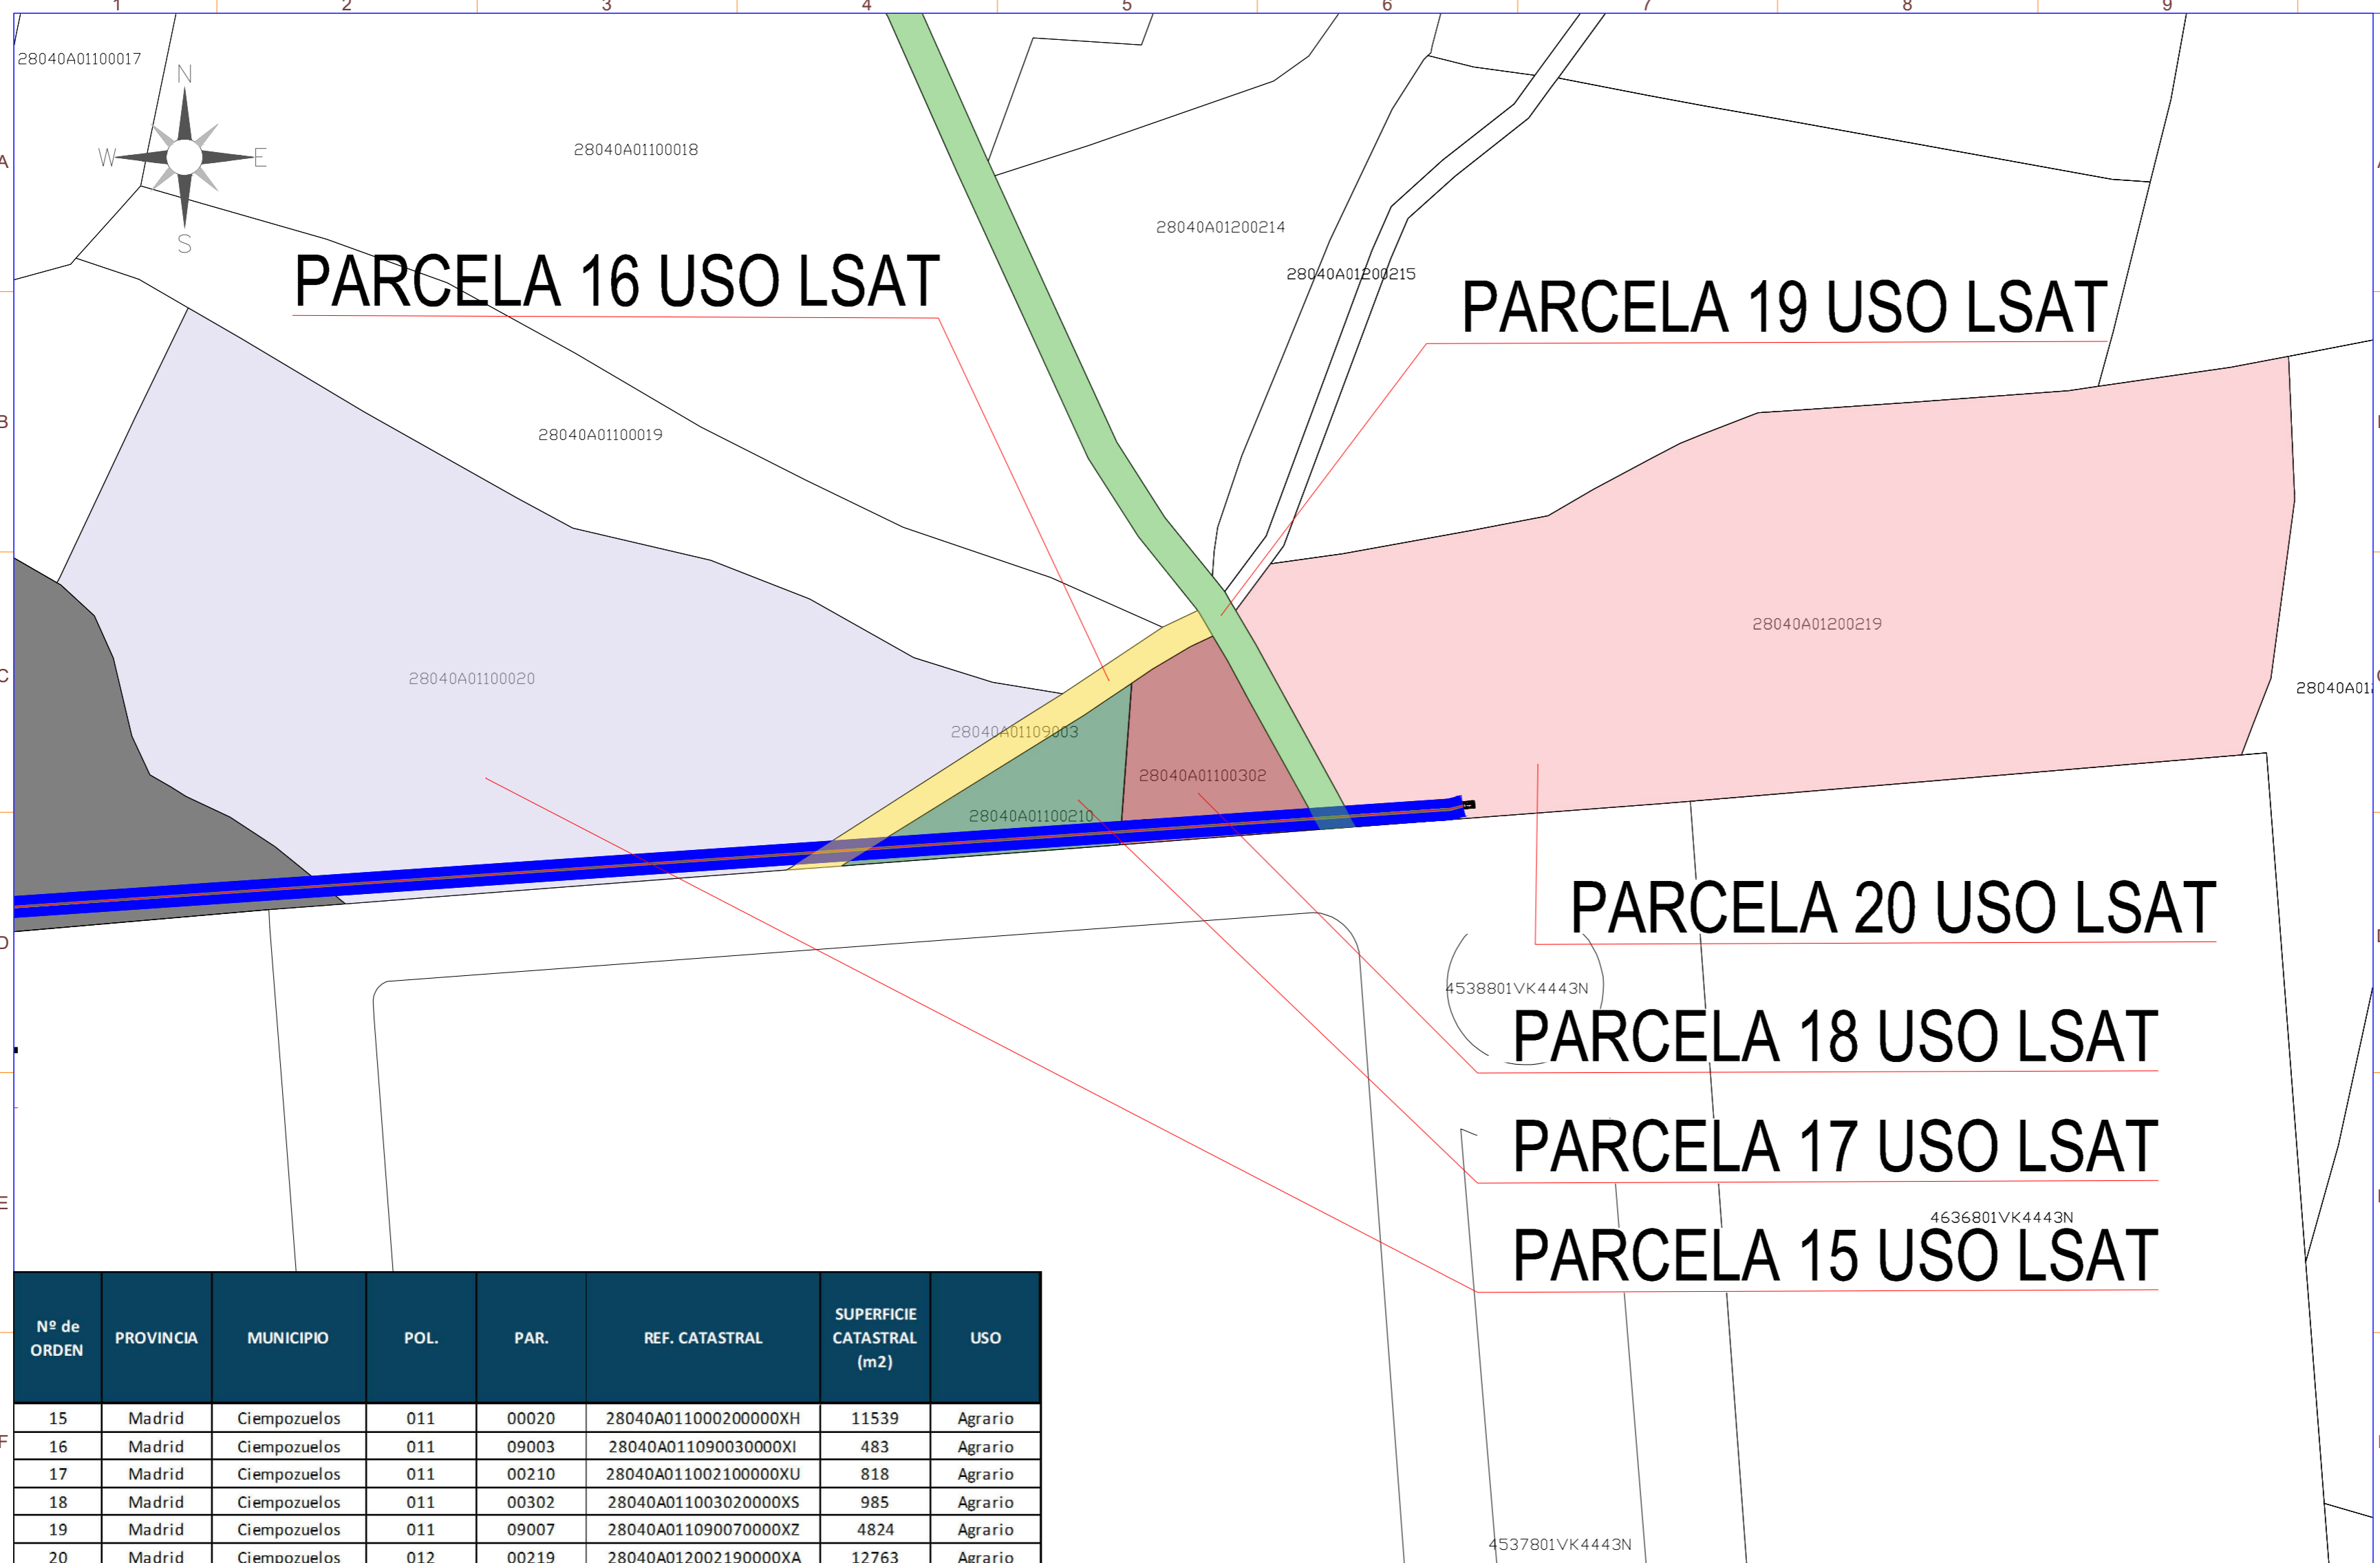 1 2 3 4 5 6 7 8 9
28040A01100017
N
28040A01100018
W E
A
28040A01200214
S
PARCELA 16 USO LSAT
28040A01200215
PARCELA 19 USO LSAT
B
28040A01100019
28040A01200219
C
28040A01100020
28040A01109003
28040A01100302
28040A01100210
PARCELA 20 USO LSAT
D
4538801VK4443N
PARCELA 18 USO LSAT
PARCELA 17 USO LSAT
E
4636801VK4443N
PARCELA 15 USO LSAT
Nº de ORDEN PROVINCIA MUNICIPIO POL. PAR. REF. CATASTRAL SUPERFICIE CATASTRAL (m2) USO
15 Madrid Ciempozuelos 011 00020 28040A011000200000XH 11539 Agrario
F
16 Madrid Ciempozuelos 011 09003 28040A011090030000XI 483 Agrario
17 Madrid Ciempozuelos 011 00210 28040A011002100000XU 818 Agrario
18 Madrid Ciempozuelos 011 00302 28040A011003020000XS 985 Agrario
19 Madrid Ciempozuelos 011 09007 28040A011090070000XZ 4824 Agrario
20 Madrid Ciempozuelos 012 00219 28040A012002190000XA 12763 Agrario
4537801VK4443N